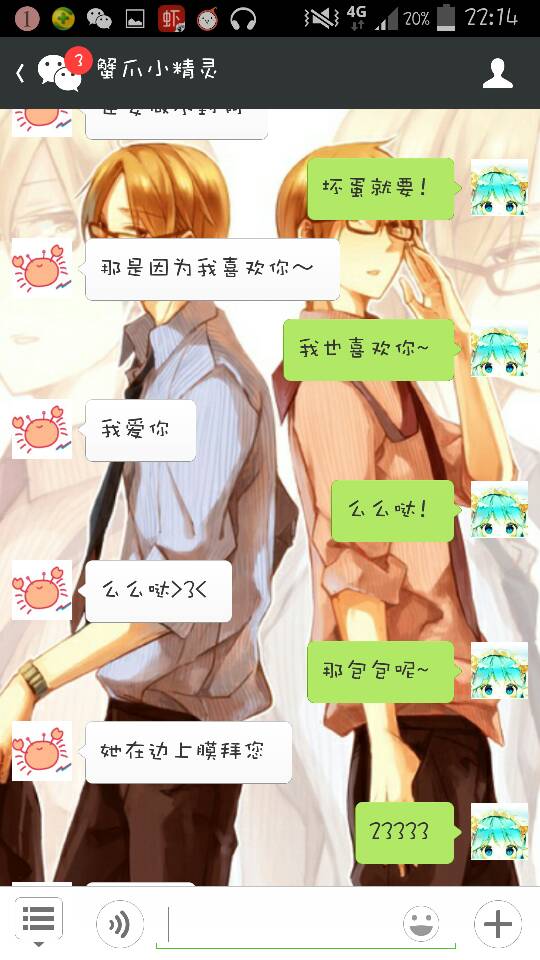 1
虾
4G
20%
22:14
3
蟹爪小精灵
坏蛋就要!
那是因为我喜欢你～
我也喜欢你~
我爱你
么么哒!
么么哒>3<
那包包呢~
她在边上膜拜您
23333